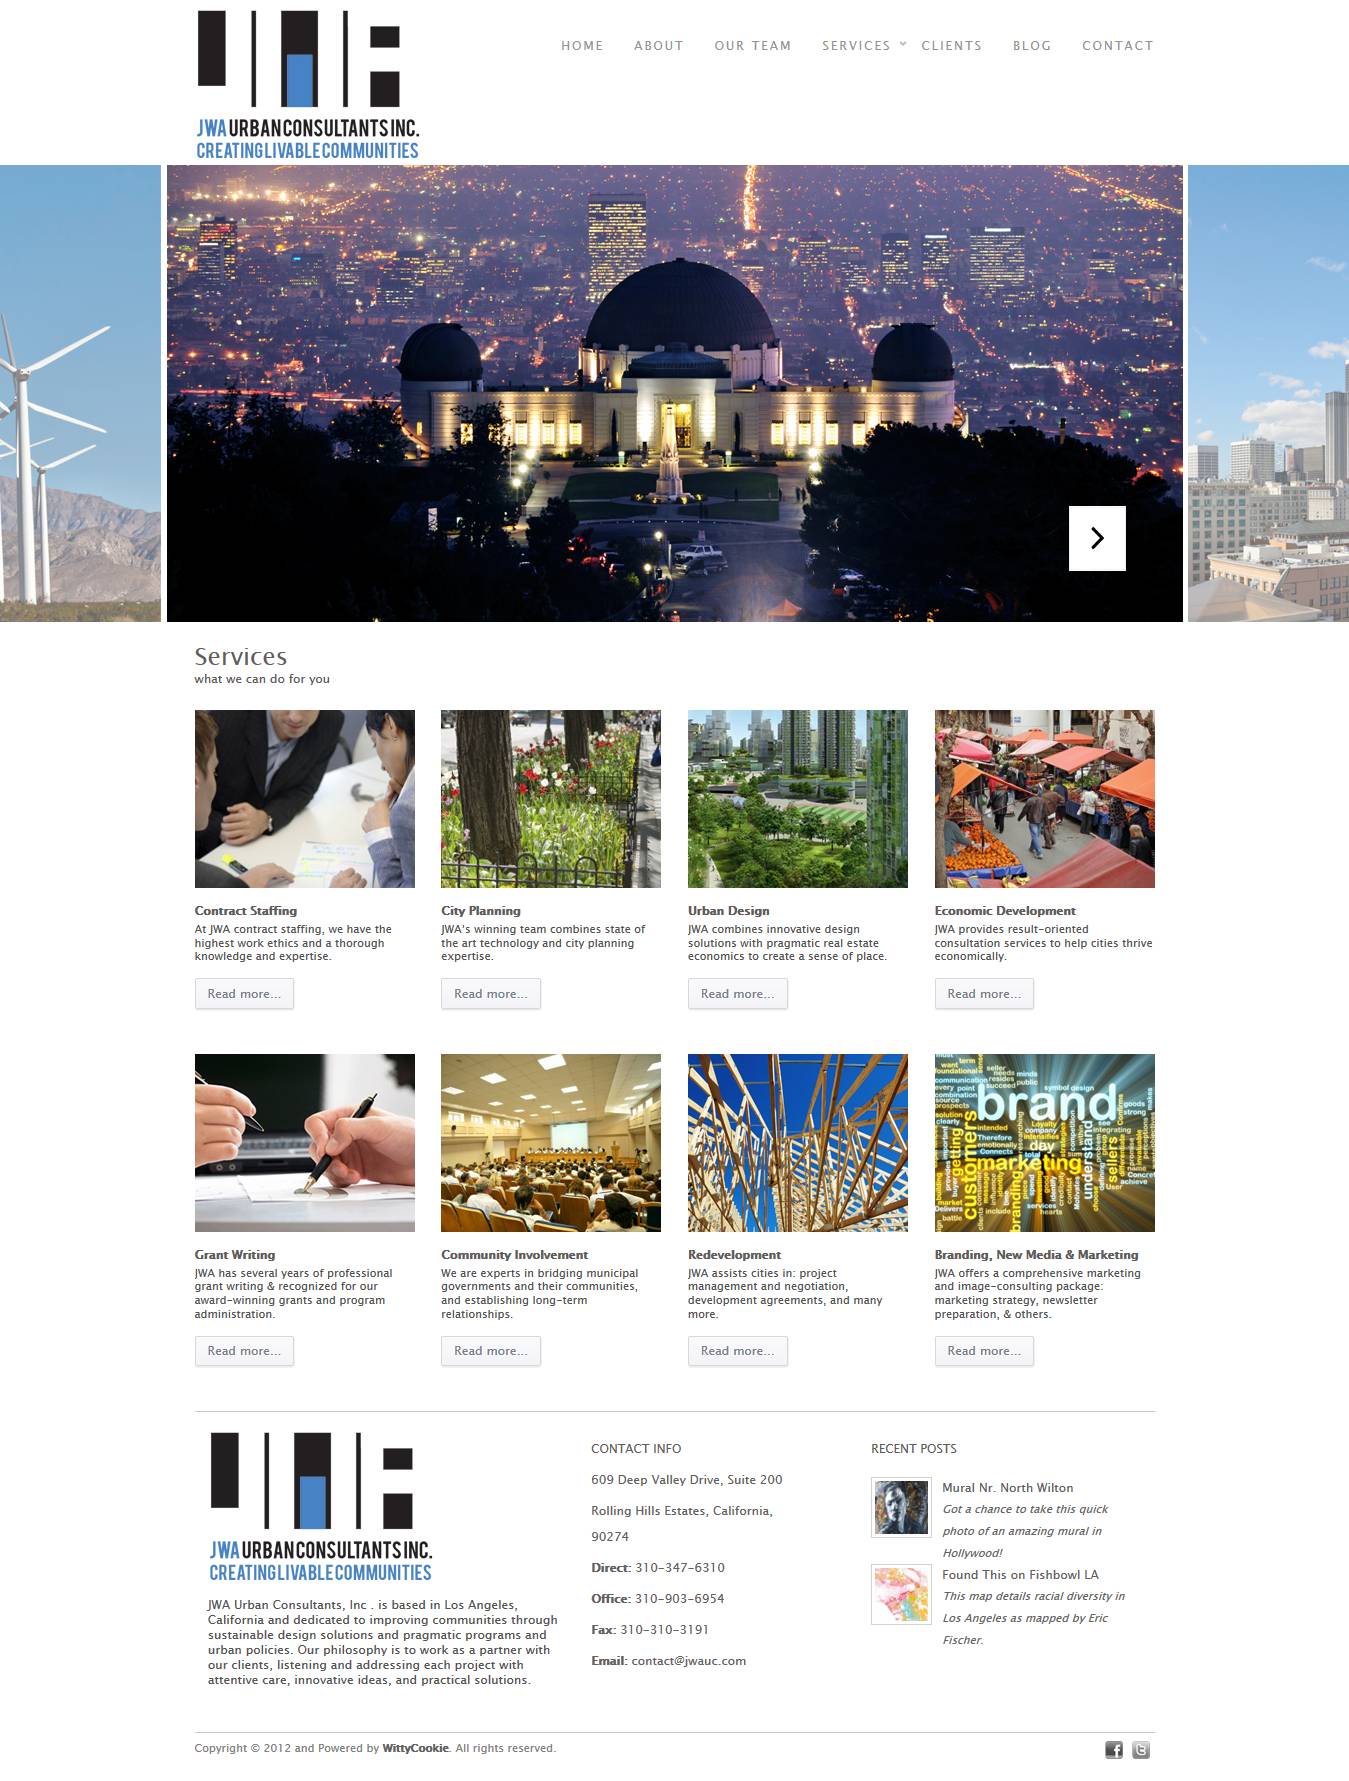 HOME ABOUT OUR TEAM SERVICES CLIENTS BLOG CONTACT
JWA URBAN CONSULTANTS INC.
CREATING LIVABLE COMMUNITIES
Services
what we can do for you
Contract Staffing
At JWA contract staffing, we have the
highest work ethics and a thorough
knowledge and expertise.
Read more...
City Planning
JWA's winning team combines state of
the art technology and city planning
expertise.
Read more...
Urban Design
JWA combines innovative design
solutions with pragmatic real estate
economics to create a sense of place.
Read more...
Economic Development
JWA provides result-oriented
consultation services to help cities thrive
economically.
Read more...
brand
marketing
customers
understand
sellers
branding
getting
day
Grant Writing
JWA has several years of professional
grant writing & recognized for our
award-winning grants and program
administration.
Read more...
Community Involvement
We are experts in bridging municipal
governments and their communities,
and establishing long-term
relationships.
Read more...
Redevelopment
JWA assists cities in: project
management and negotiation,
development agreements, and many
more.
Read more...
Branding, New Media & Marketing
JWA offers a comprehensive marketing
and image-consulting package:
marketing strategy, newsletter
preparation, & others.
Read more...
JWA URBAN CONSULTANTS INC.
CREATING LIVABLE COMMUNITIES
JWA Urban Consultants, Inc . is based in Los Angeles,
California and dedicated to improving communities through
sustainable design solutions and pragmatic programs and
urban policies. Our philosophy is to work as a partner with
our clients, listening and addressing each project with
attentive care, innovative ideas, and practical solutions.
CONTACT INFO
609 Deep Valley Drive, Suite 200
Rolling Hills Estates, California,
90274
Direct: 310-347-6310
Office: 310-903-6954
Fax: 310-310-3191
Email: contact@jwauc.com
RECENT POSTS
Mural Nr. North Wilton
Got a chance to take this quick
photo of an amazing mural in
Hollywood!
Found This on Fishbowl LA
This map details racial diversity in
Los Angeles as mapped by Eric
Fischer.
Copyright © 2012 and Powered by WittyCookie. All rights reserved.